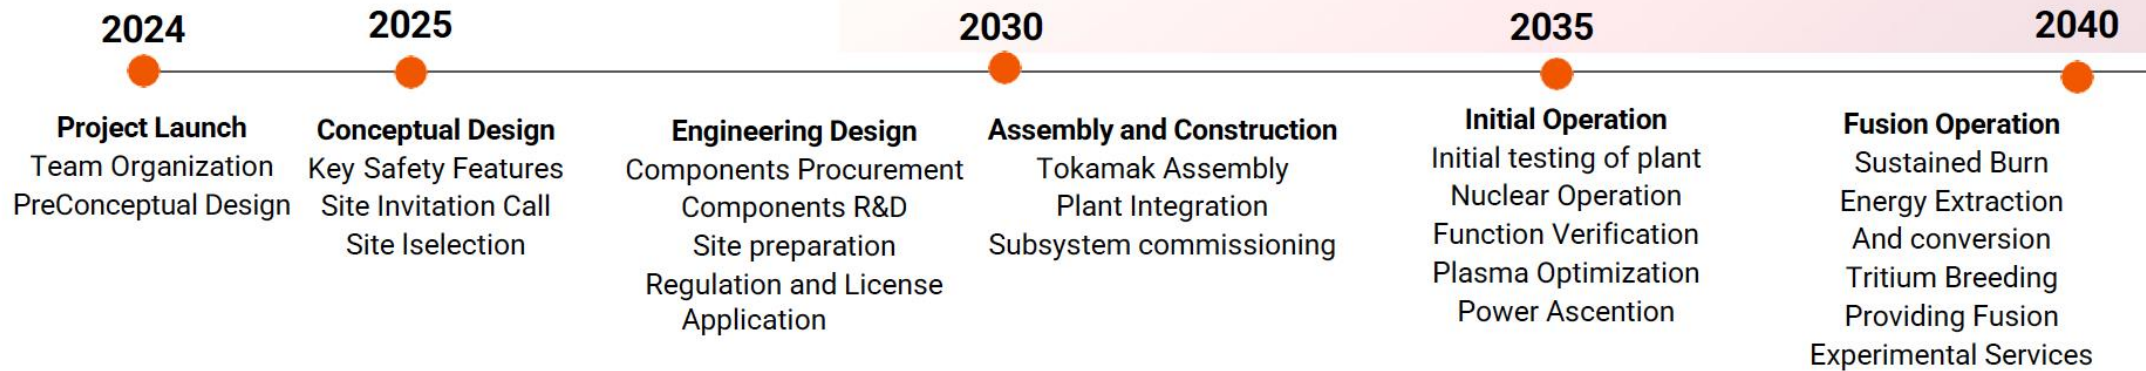 2024
2025
2030
2035
2040
Project Launch
Team Organization
PreConceptual Design
Conceptual Design
Key Safety Features
Site Invitation Call
Site lselection
Engineering Design
Components Procurement
Components R&D
Site preparation
Regulation and License
Application
Assembly and Construction
Tokamak Assembly
Plant Integration
Subsystem commissioning
Initial Operation
Initial testing of plant
Nuclear Operation
Function Verification
Plasma Optimization
Power Ascention
Fusion Operation
Sustained Burn
Energy Extraction
And conversion
Tritium Breeding
Providing Fusion
Experimental Services